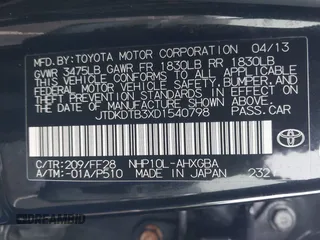 MFD.BY:TOYOTA MOTOR CORPORATION 04/13
GVWR 3475LB GAWR FR 1830LB RR 1830LB
THIS VEHICLE CONFORMS TO ALL APPLICABLE
FEDERAL MOTOR VEHICLE SAFETY, BUMPER, AND
THEFT PREVENTION STANDARDS IN EFFECT ON
THE DATE OF MANUFACTURE SHOWN ABOVE.
JTDKDTB3XD1540798 PASS.CAR
C/TR:209/FF28 NHP10L-AHXGBA
A/TM:-01A/P510 MADE IN JAPAN 232
TOYOTA
DREAMBID